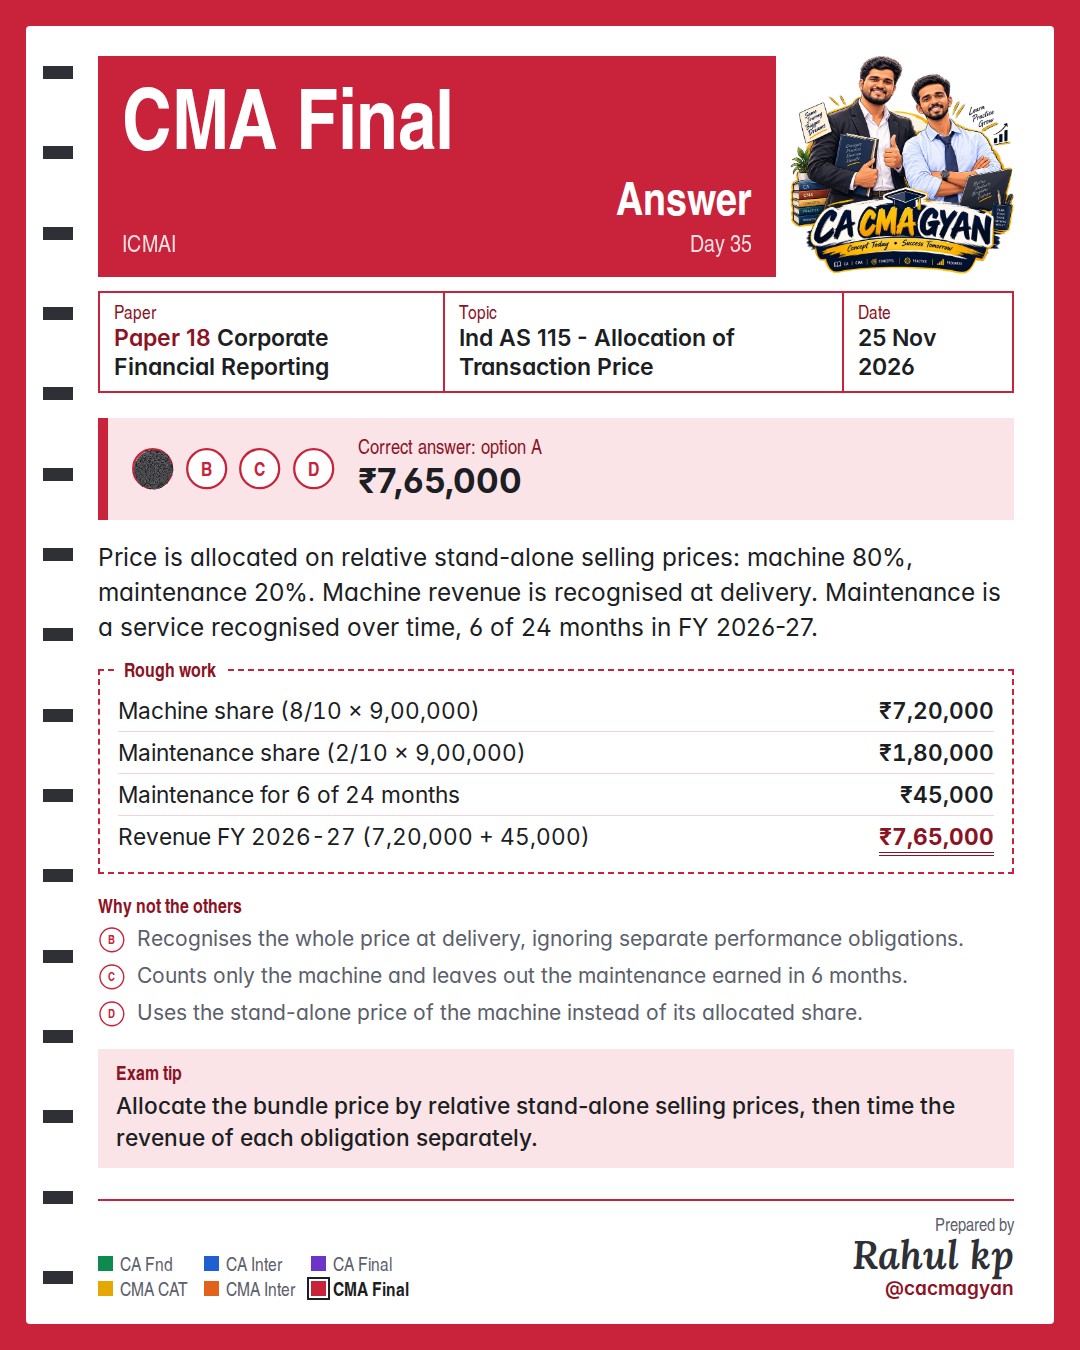 CMA Final
Answer
ICMAI
Day 35
CA CMA GYAN
Concept Today • Success Tomorrow
Learn
Practice
Grow
Paper
Paper 18 Corporate
Financial Reporting
Topic
Ind AS 115 - Allocation of
Transaction Price
Date
25 Nov
2026
B C D
Correct answer: option A
₹7,65,000
Price is allocated on relative stand-alone selling prices: machine 80%,
maintenance 20%. Machine revenue is recognised at delivery. Maintenance is
a service recognised over time, 6 of 24 months in FY 2026-27.
Rough work
Machine share (8/10 × 9,00,000) ₹7,20,000
Maintenance share (2/10 × 9,00,000) ₹1,80,000
Maintenance for 6 of 24 months ₹45,000
Revenue FY 2026-27 (7,20,000 + 45,000) ₹7,65,000
Why not the others
B Recognises the whole price at delivery, ignoring separate performance obligations.
C Counts only the machine and leaves out the maintenance earned in 6 months.
D Uses the stand-alone price of the machine instead of its allocated share.
Exam tip
Allocate the bundle price by relative stand-alone selling prices, then time the
revenue of each obligation separately.
Prepared by
Rahul kp
@cacmagyan
CA Fnd CA Inter CA Final
CMA CAT CMA Inter CMA Final